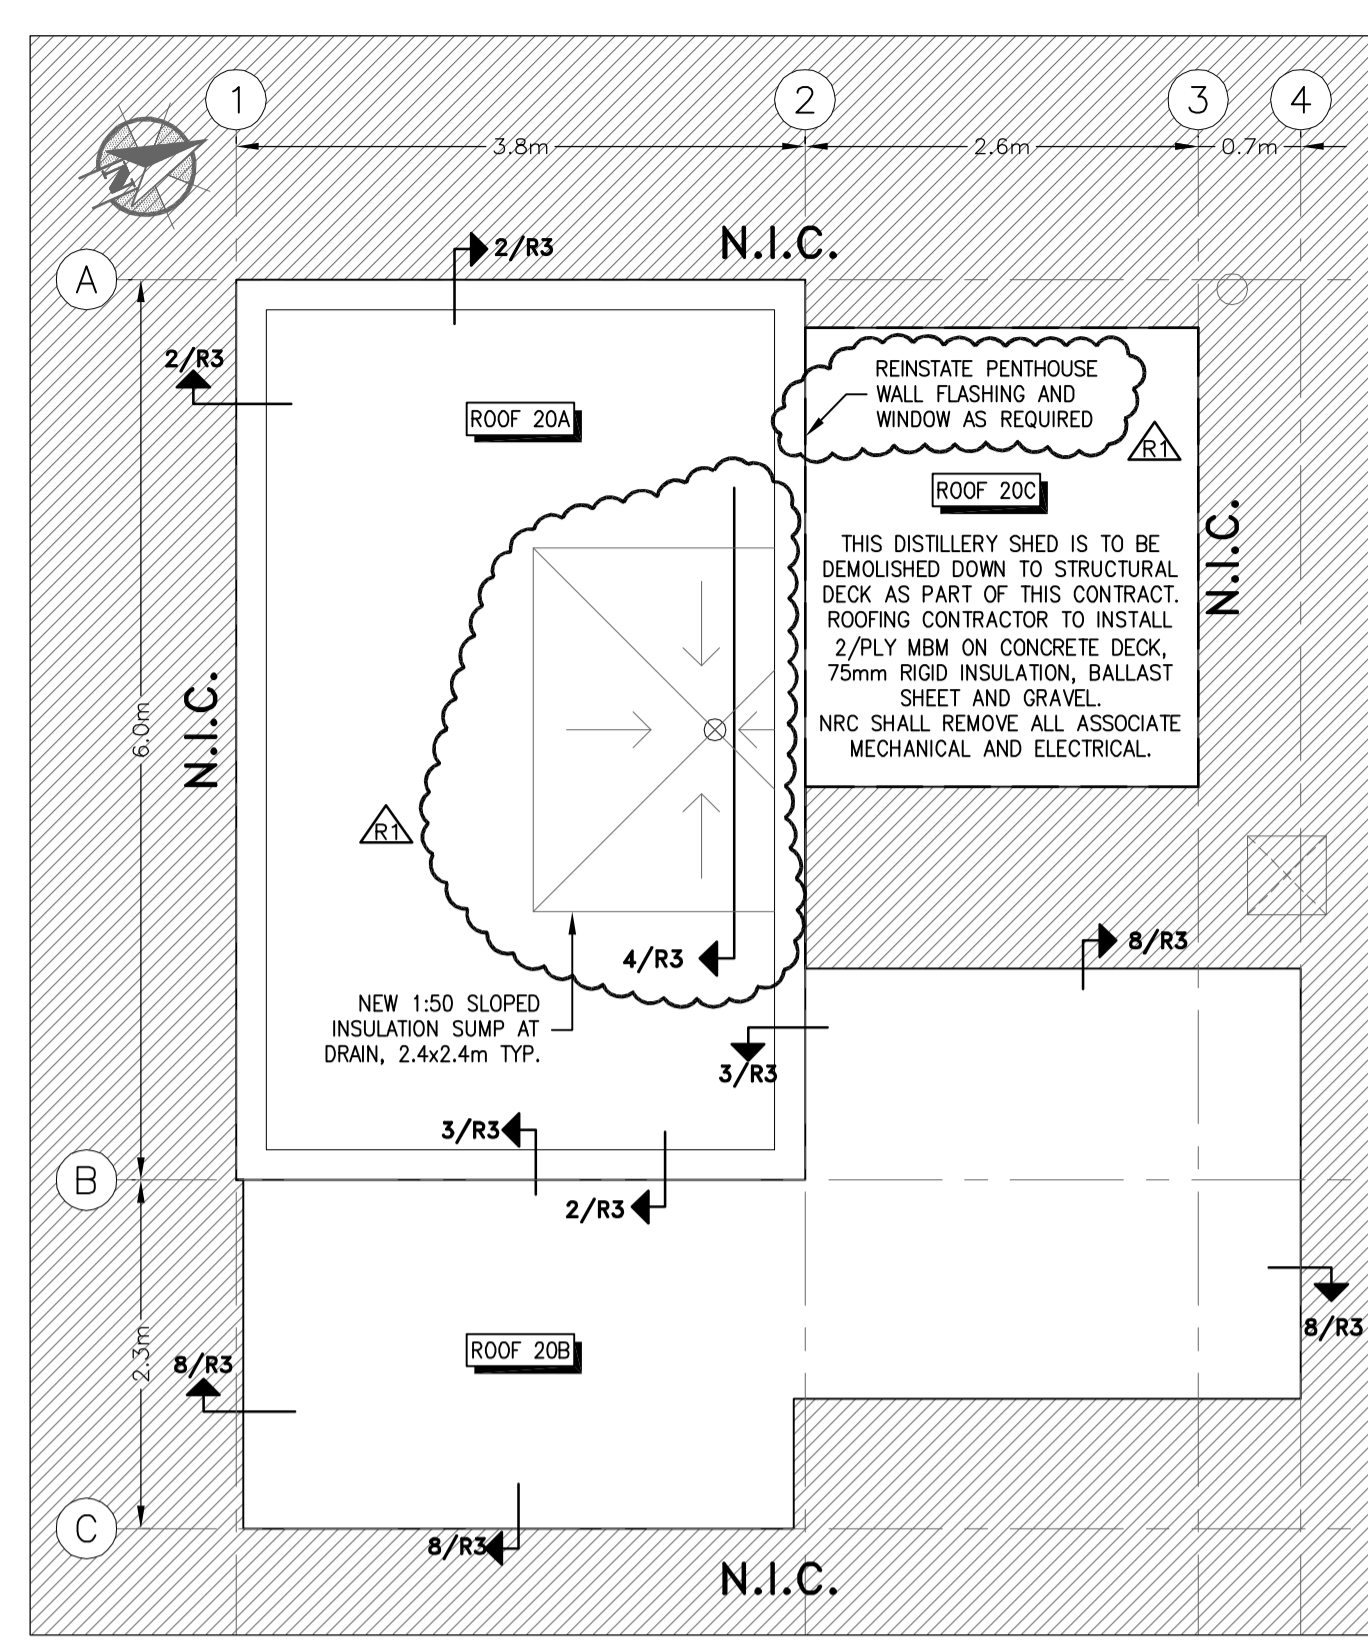 1
2
3
4
3.8m
2.6m
0.7m
N
N.I.C.
2/R3
A
2/R3
REINSTATE PENTHOUSE
WALL FLASHING AND
WINDOW AS REQUIRED
R1
ROOF 20A
ROOF 20C
THIS DISTILLERY SHED IS TO BE
DEMOLISHED DOWN TO STRUCTURAL
DECK AS PART OF THIS CONTRACT.
ROOFING CONTRACTOR TO INSTALL
2/PLY MBM ON CONCRETE DECK,
75mm RIGID INSULATION, BALLAST
SHEET AND GRAVEL.
NRC SHALL REMOVE ALL ASSOCIATE
MECHANICAL AND ELECTRICAL.
N.I.C.
N.I.C.
6.0m
R1
4/R3
8/R3
NEW 1:50 SLOPED
INSULATION SUMP AT
DRAIN, 2.4x2.4m TYP.
3/R3
3/R3
B
2/R3
8/R3
ROOF 20B
2.3m
8/R3
C
8/R3
N.I.C.